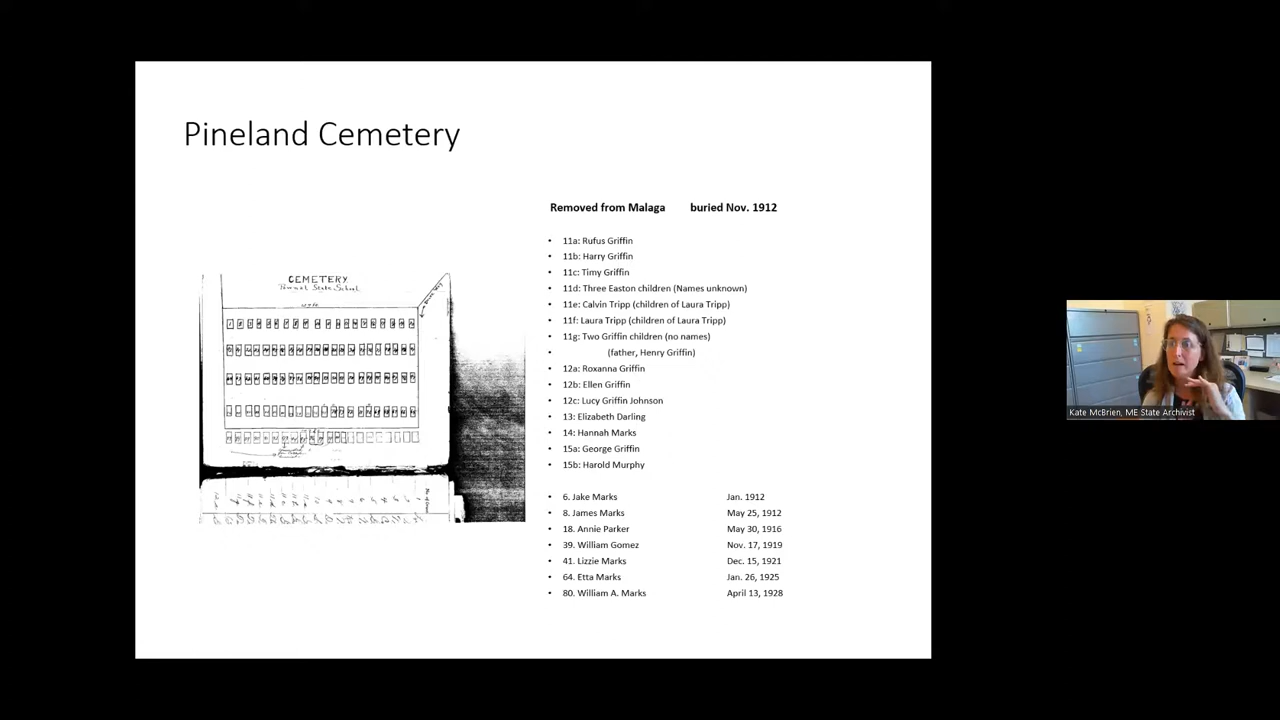 Pineland Cemetery
Removed from Malaga buried Nov. 1912
• 11a: Rufus Griffin
• 11b: Harry Griffin
• 11c: Timy Griffin
• 11d: Three Easton children (Names unknown)
• 11e: Calvin Tripp (children of Laura Tripp)
• 11f: Laura Tripp (children of Laura Tripp)
• 11g: Two Griffin children (no names)
• (father, Henry Griffin)
• 12a: Roxanna Griffin
• 12b: Ellen Griffin
• 12c: Lucy Griffin Johnson
• 13: Elizabeth Darling
• 14: Hannah Marks
• 15a: George Griffin
• 15b: Harold Murphy
• 6. Jake Marks Jan. 1912
• 8. James Marks May 25, 1912
• 18. Annie Parker May 30, 1916
• 39. William Gomez Nov. 17, 1919
• 41. Lizzie Marks Dec. 15, 1921
• 64. Etta Marks Jan. 26, 1925
• 80. William A. Marks April 13, 1928
CEMETERY
Pownal State School
Kate McBrien, ME State Archivist